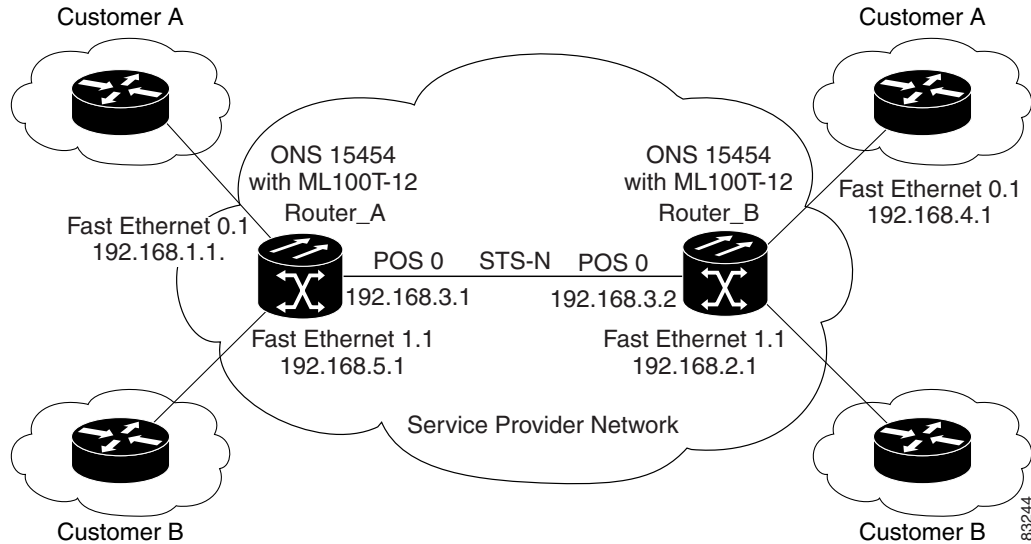 Customer A
Customer A
ONS 15454
with ML100T-12
Router_A
ONS 15454
with ML100T-12
Router_B
Fast Ethernet 0.1
192.168.1.1.
Fast Ethernet 0.1
192.168.4.1
POS 0
STS-N
POS 0
192.168.3.1
192.168.3.2
Fast Ethernet 1.1
192.168.5.1
Fast Ethernet 1.1
192.168.2.1
Service Provider Network
Customer B
Customer B
83244